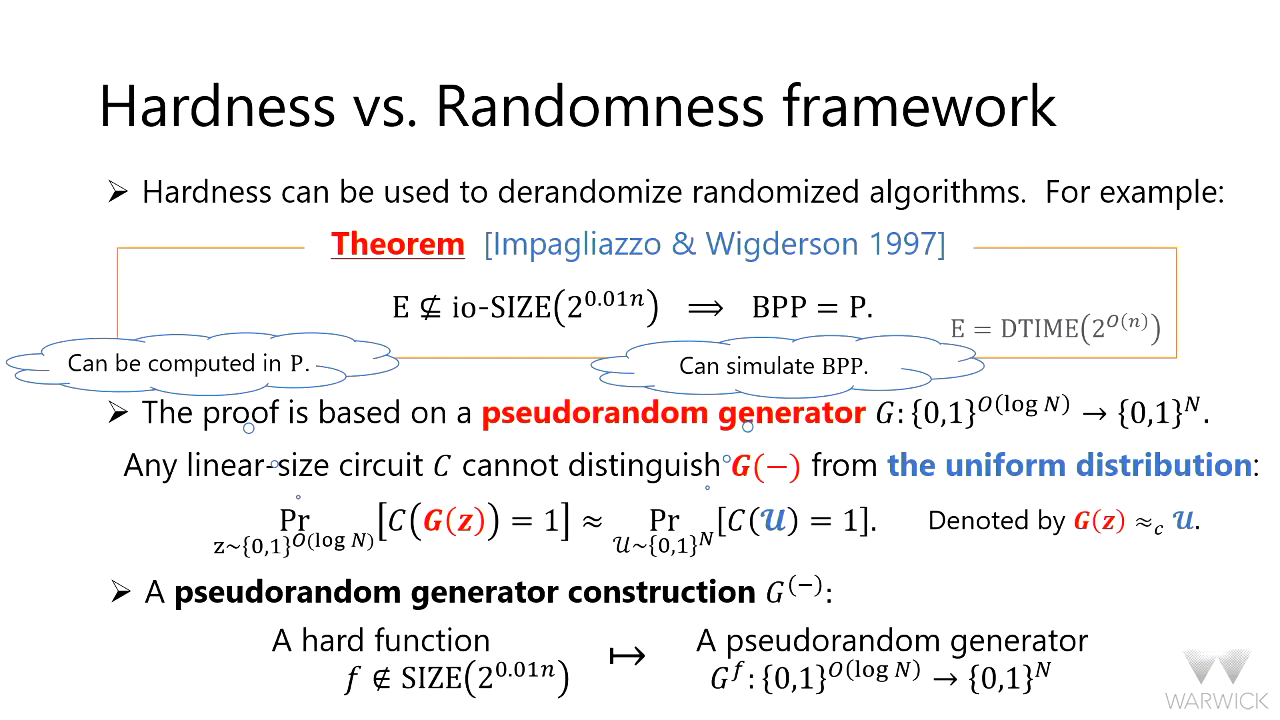 Hardness vs. Randomness framework
➢ Hardness can be used to derandomize randomized algorithms. For example:
Theorem [Impagliazzo & Wigderson 1997]
E ⊈ io-SIZE(2^{0.01n}) ⟹ BPP = P.
E = DTIME(2^{O(n)})
Can be computed in P.
Can simulate BPP.
➢ The proof is based on a pseudorandom generator G: {0,1}^{O(log N)} → {0,1}^N.
Any linear-size circuit C cannot distinguish G(−) from the uniform distribution:
Pr_{z∼{0,1}^{O(log N)}}[C(G(z)) = 1] ≈ Pr_{𝒰∼{0,1}^N}[C(𝒰) = 1]. Denoted by G(z) ≈_c 𝒰.
➢ A pseudorandom generator construction G^{(−)}:
A hard function ↦ A pseudorandom generator
f ∉ SIZE(2^{0.01n}) G^f: {0,1}^{O(log N)} → {0,1}^N
WARWICK